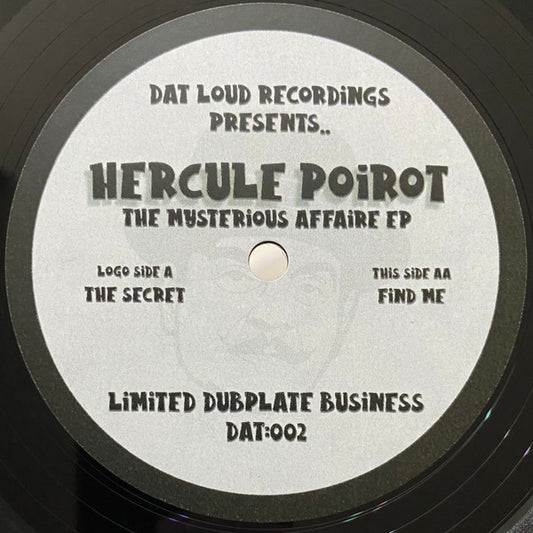 DAT LOUD RECORDiNGS
PRESENTS..
HERCULE POiROT
THE MYSTERiOUS AFFAiRE EP
LOGO SiDE A
THE SECRET
THiS SiDE AA
FiND ME
LiMiTED DUBPLATE BUSiNESS
DAT:002